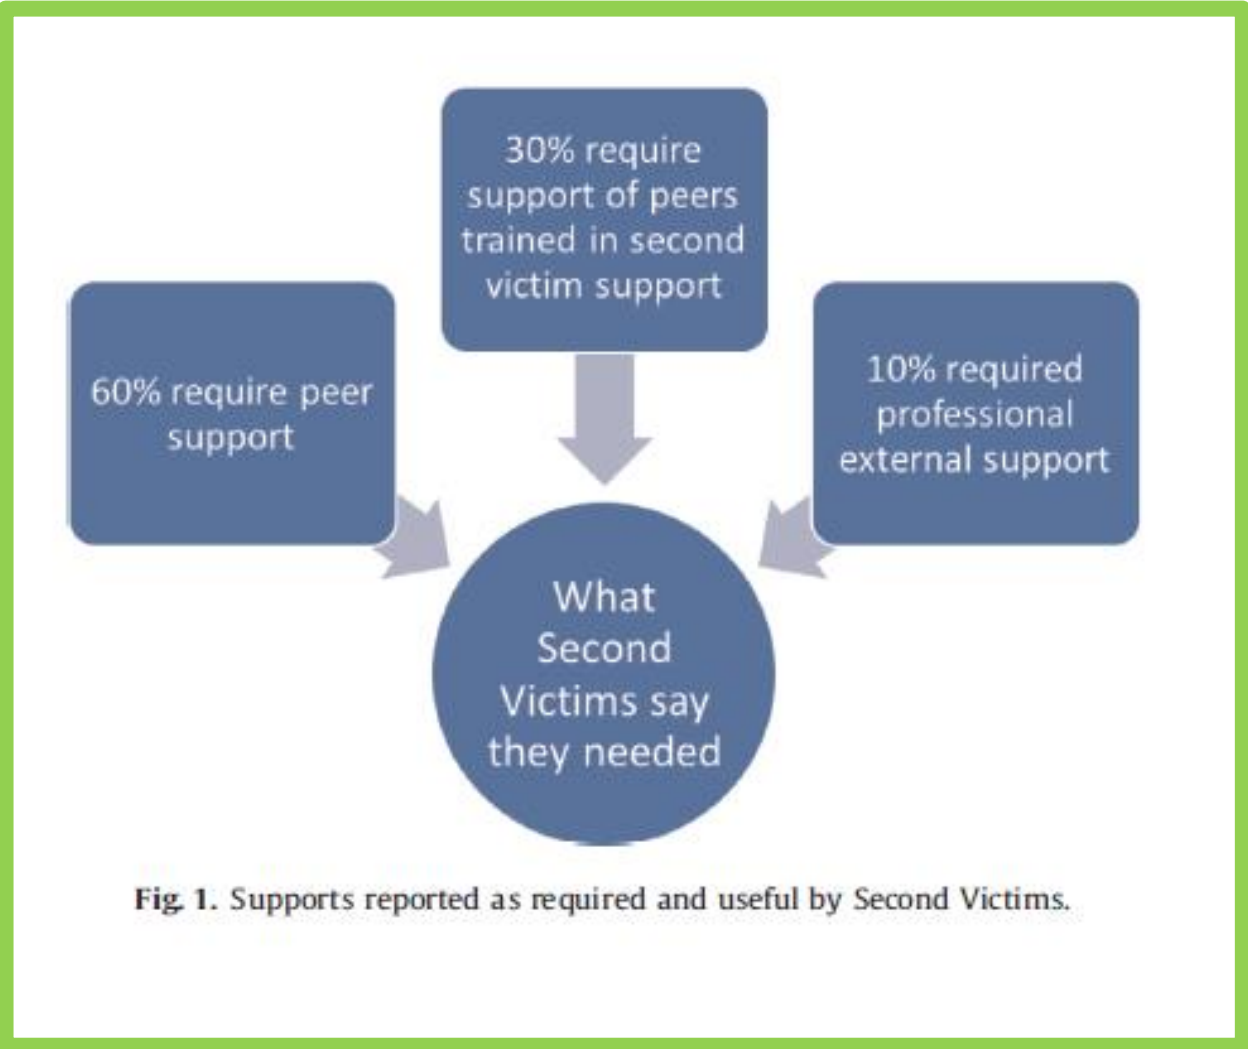 30% require
support of peers
trained in second
victim support
60% require peer
support
10% required
professional
external support
What
Second
Victims say
they needed
Fig. 1. Supports reported as required and useful by Second Victims.